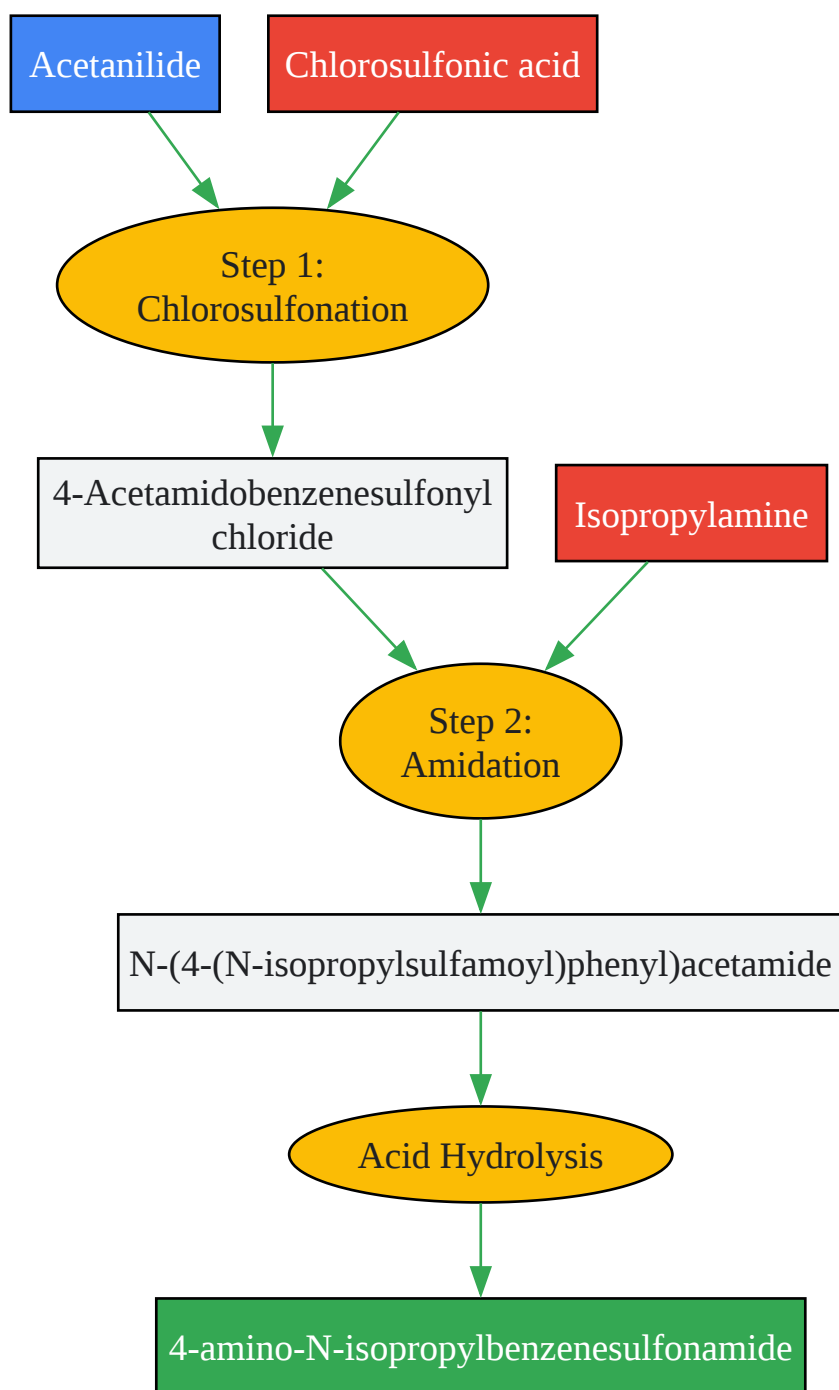 Acetanilide
Chlorosulfonic acid
Step 1:
Chlorosulfonation
4-Acetamidobenzenesulfonyl
chloride
Isopropylamine
Step 2:
Amidation
N-(4-(N-isopropylsulfamoyl)phenyl)acetamide
Acid Hydrolysis
4-amino-N-isopropylbenzenesulfonamide